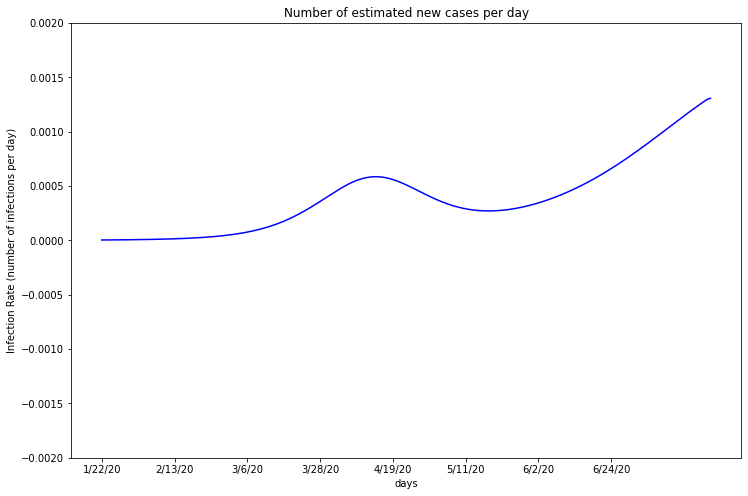 Number of estimated new cases per day
Infection Rate (number of infections per day)
0.0020
0.0015
0.0010
0.0005
0.0000
−0.0005
−0.0010
−0.0015
−0.0020
1/22/20 2/13/20 3/6/20 3/28/20 4/19/20 5/11/20 6/2/20 6/24/20
days